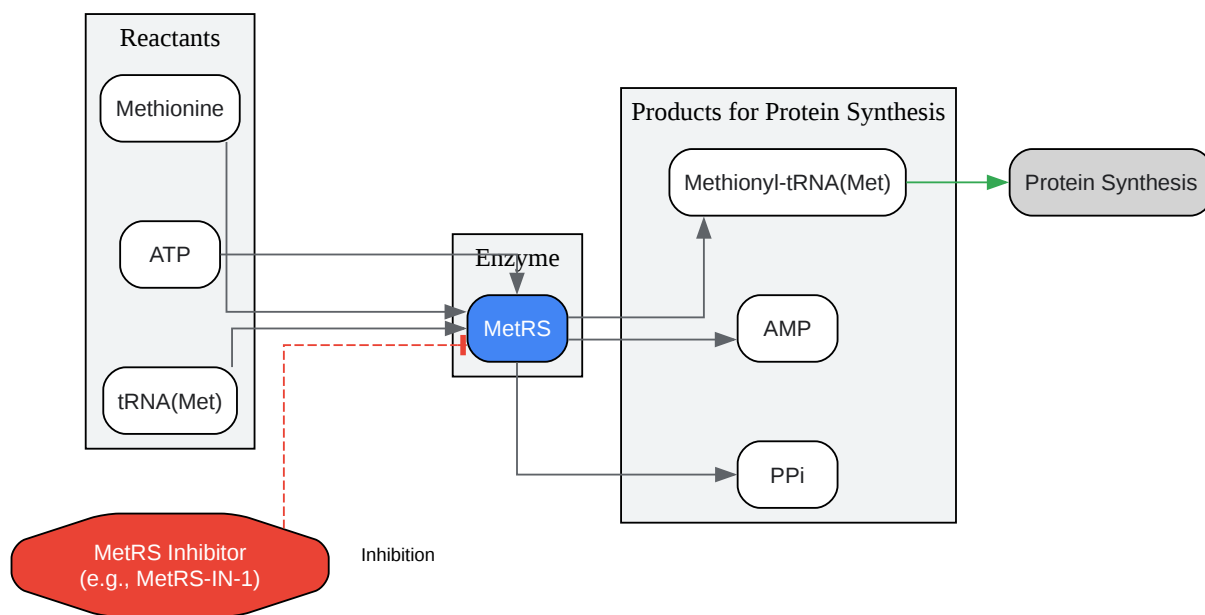 Reactants
Methionine
ATP
tRNA(Met)
Enzyme
MetRS
Products for Protein Synthesis
Methionyl-tRNA(Met)
AMP
PPi
Protein Synthesis
MetRS Inhibitor
(e.g., MetRS-IN-1)
Inhibition